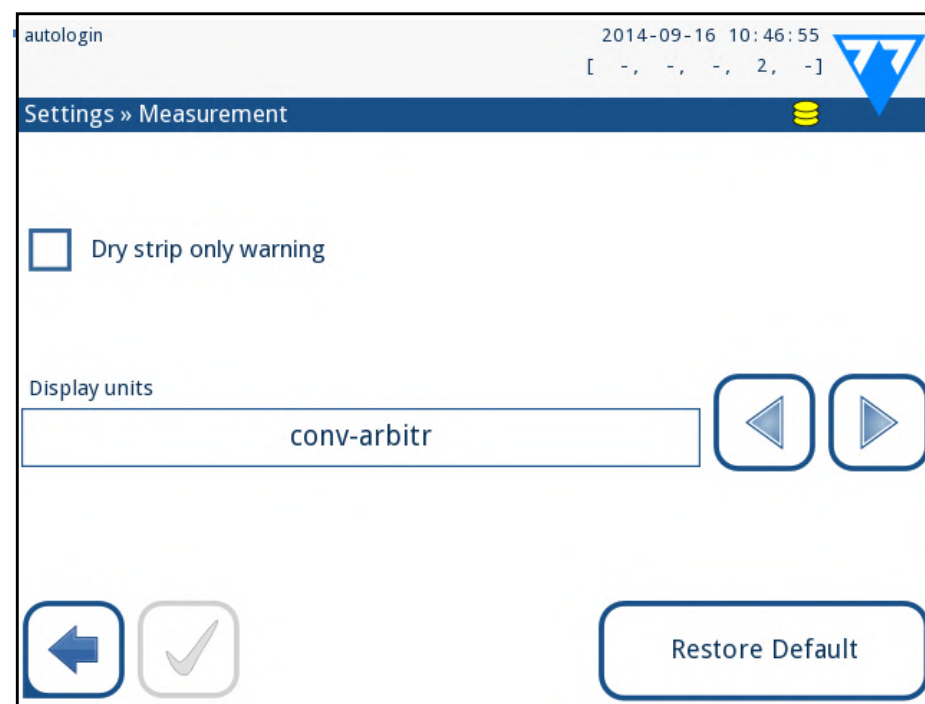 autologin
2014-09-16 10:46:55
[ -, -, -, 2, -]
Settings » Measurement
Dry strip only warning
Display units
conv-arbitr
Restore Default